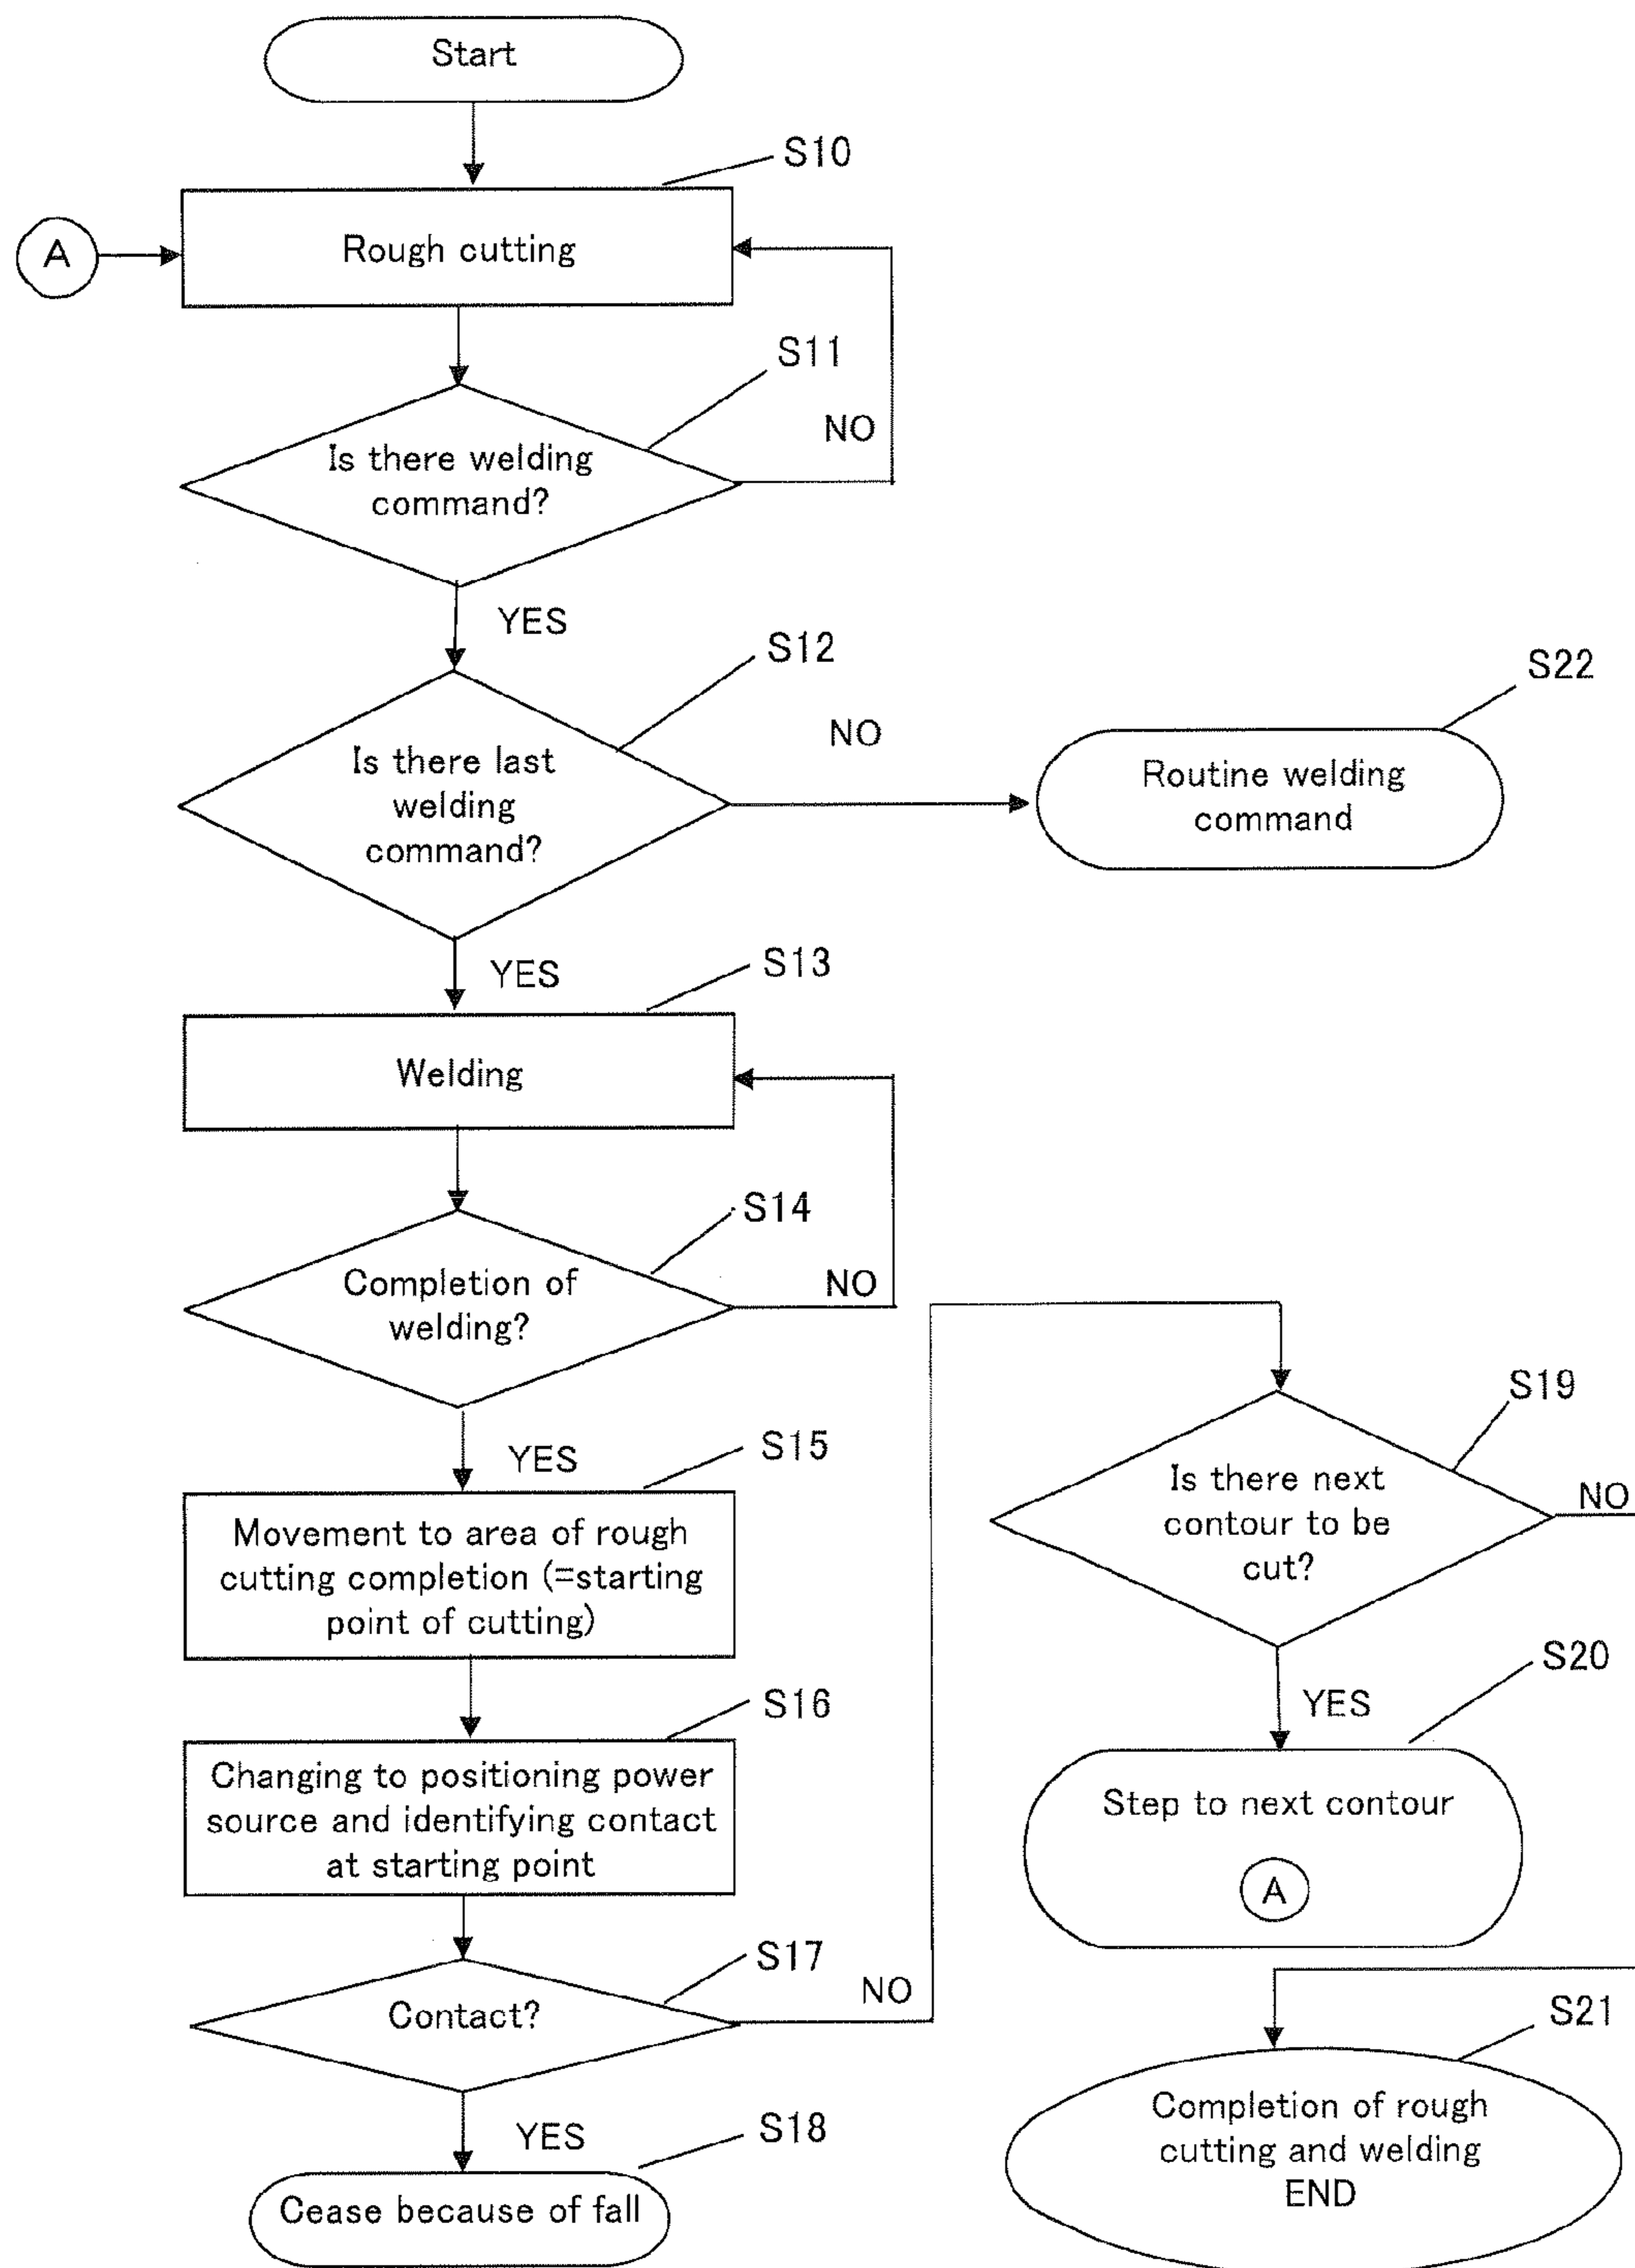 Start
S10
A
Rough cutting
S11
NO
Is there welding
command?
YES
S12
S22
NO
Is there last
welding
command?
Routine welding
command
YES
S13
Welding
S14
Completion of
welding?
NO
S19
YES
S15
Is there next
contour to be
cut?
NO
Movement to area of rough
cutting completion (=starting
point of cutting)
S20
S16
YES
Changing to positioning power
source and identifying contact
at starting point
Step to next contour
A
S17
NO
Contact?
S21
YES
S18
Completion of rough
cutting and welding
END
Cease because of fall